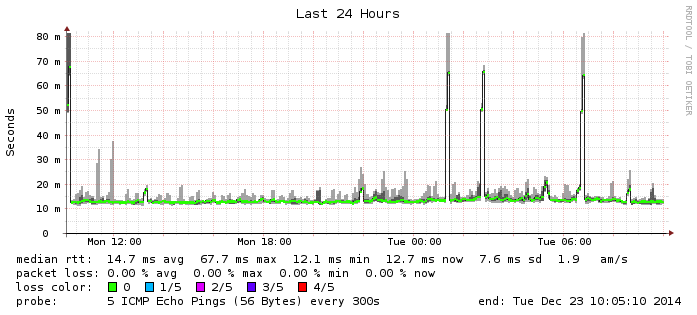 Last 24 Hours
RRDTOOL / TOBI OETIKER
Seconds
80 m
70 m
60 m
50 m
40 m
30 m
20 m
10 m
0
Mon 12:00 Mon 18:00 Tue 00:00 Tue 06:00
median rtt: 14.7 ms avg 67.7 ms max 12.1 ms min 12.7 ms now 7.6 ms sd 1.9 am/s
packet loss: 0.00 % avg 0.00 % max 0.00 % min 0.00 % now
loss color: 0 1/5 2/5 3/5 4/5
probe: 5 ICMP Echo Pings (56 Bytes) every 300s end: Tue Dec 23 10:05:10 2014